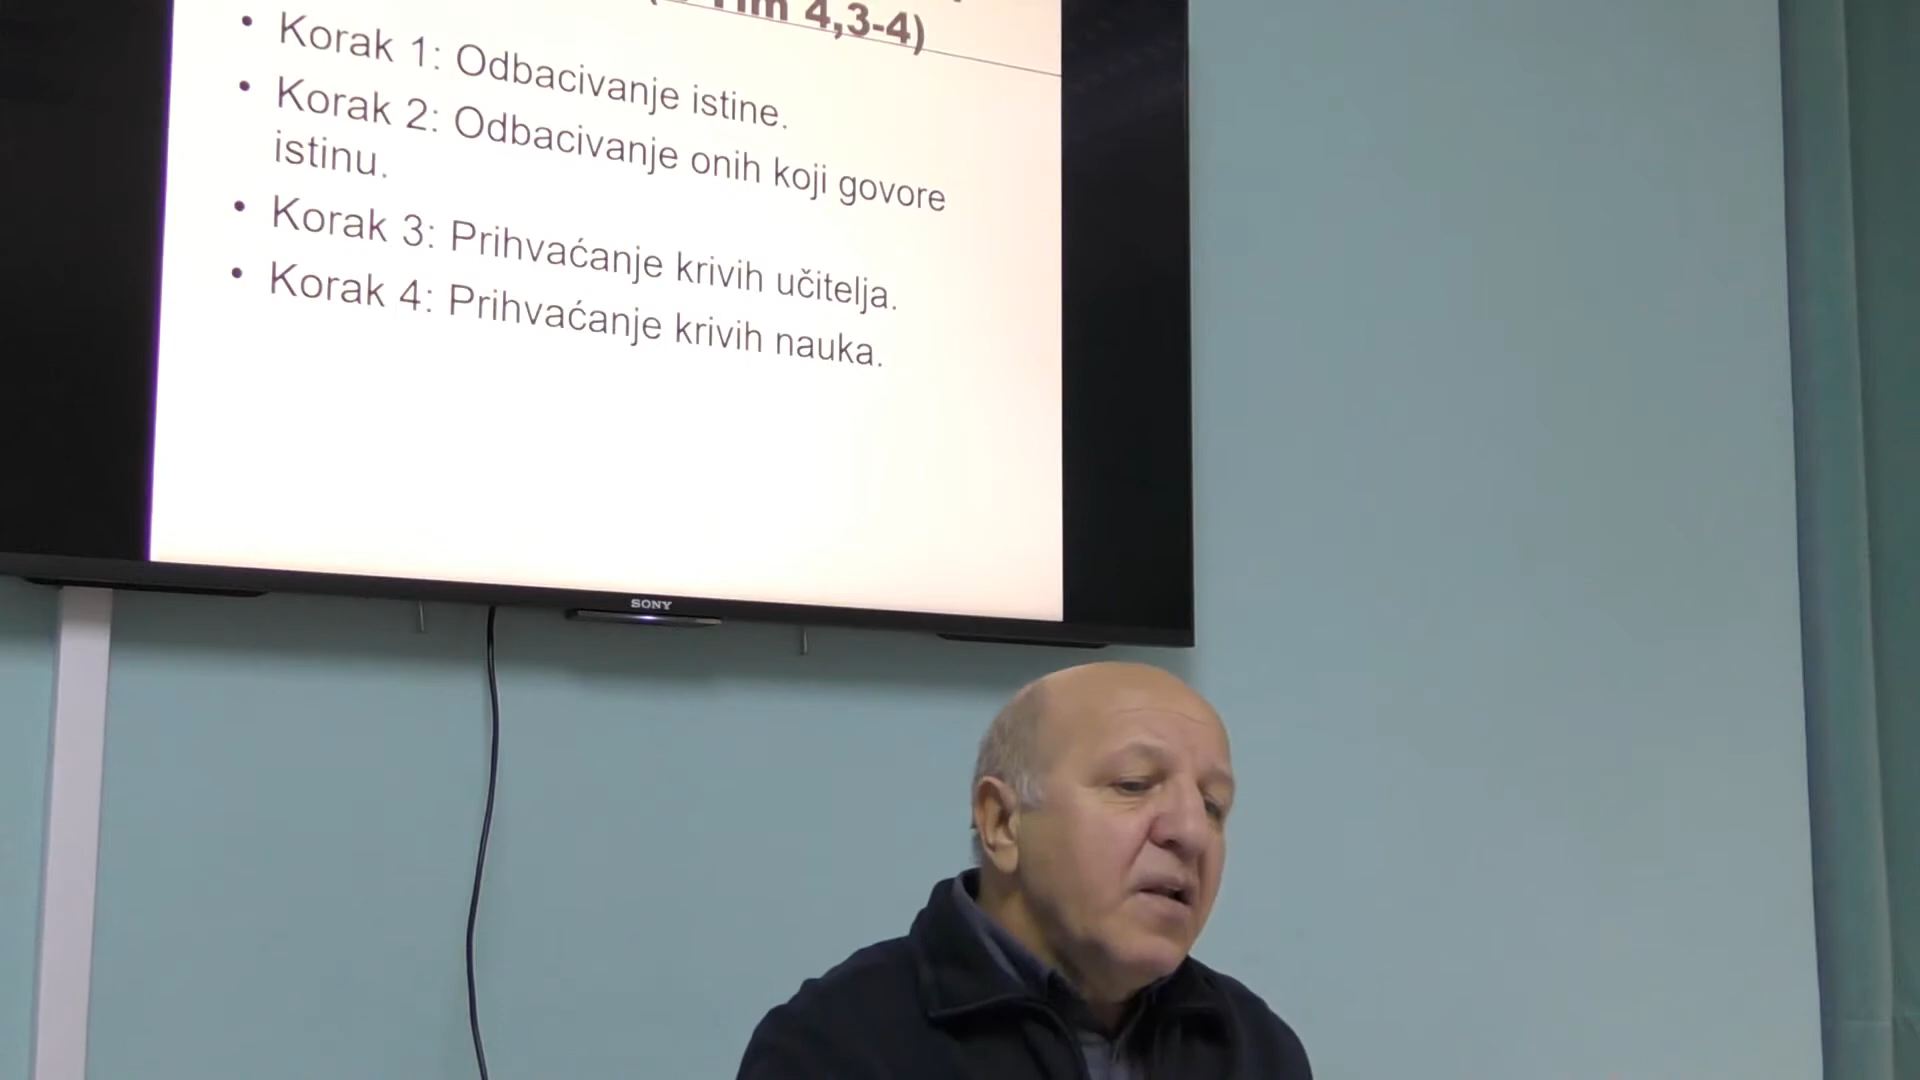 4,3-4)
• Korak 1: Odbacivanje istine.
• Korak 2: Odbacivanje onih koji govore
istinu.
• Korak 3: Prihvaćanje krivih učitelja.
• Korak 4: Prihvaćanje krivih nauka.
SONY